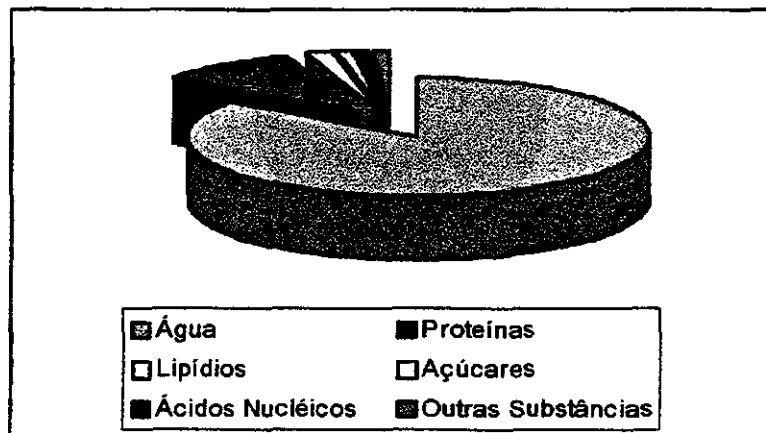 Água Proteínas
Lipídios Açúcares
Ácidos Nucléicos Outras Substâncias